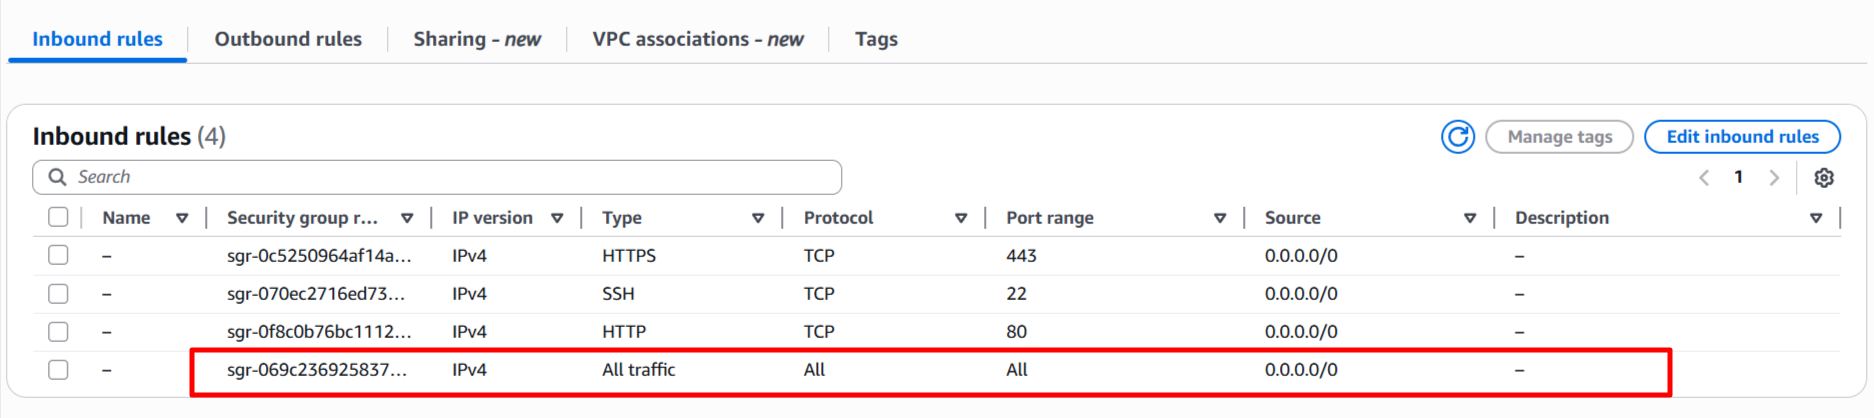 Inbound rules Outbound rules Sharing - new VPC associations - new Tags
Inbound rules (4) Manage tags Edit inbound rules
Search 1
Name Security group r... IP version Type Protocol Port range Source Description
– sgr-0c5250964af14a... IPv4 HTTPS TCP 443 0.0.0.0/0 –
– sgr-070ec2716ed73... IPv4 SSH TCP 22 0.0.0.0/0 –
– sgr-0f8c0b76bc1112... IPv4 HTTP TCP 80 0.0.0.0/0 –
– sgr-069c236925837... IPv4 All traffic All All 0.0.0.0/0 –